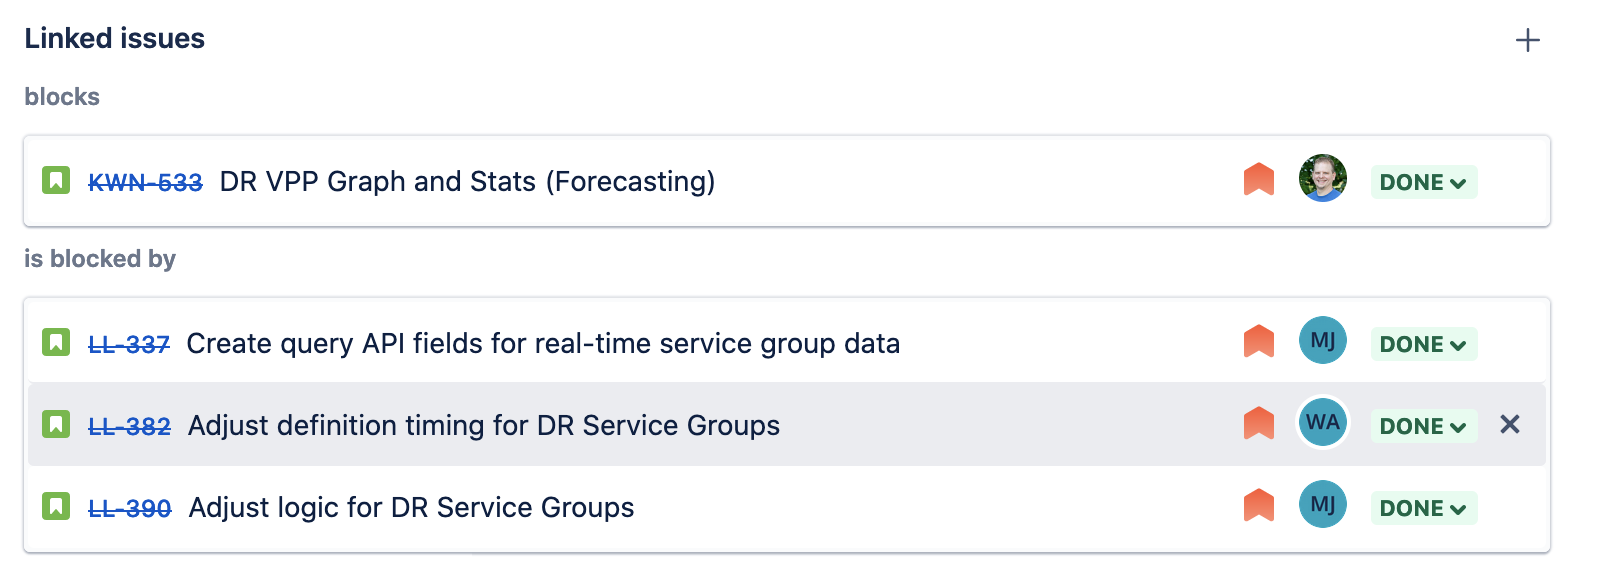 Linked issues
blocks
KWN-533 DR VPP Graph and Stats (Forecasting) DONE
is blocked by
LL-337 Create query API fields for real-time service group data MJ DONE
LL-382 Adjust definition timing for DR Service Groups WA DONE
LL-390 Adjust logic for DR Service Groups MJ DONE